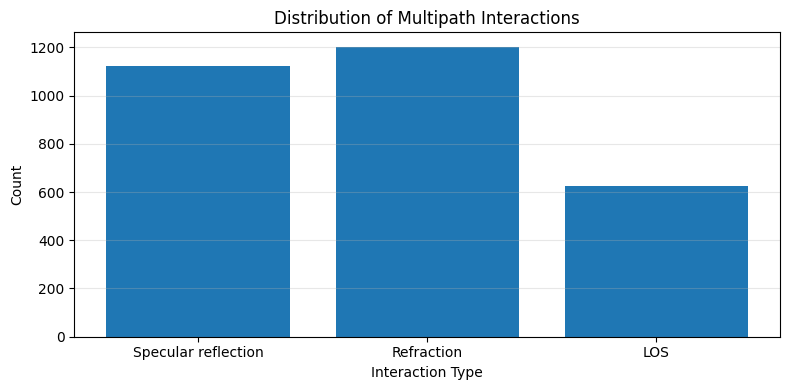 Distribution of Multipath Interactions
Count
1200
1000
800
600
400
200
0
Specular reflection Refraction LOS
Interaction Type